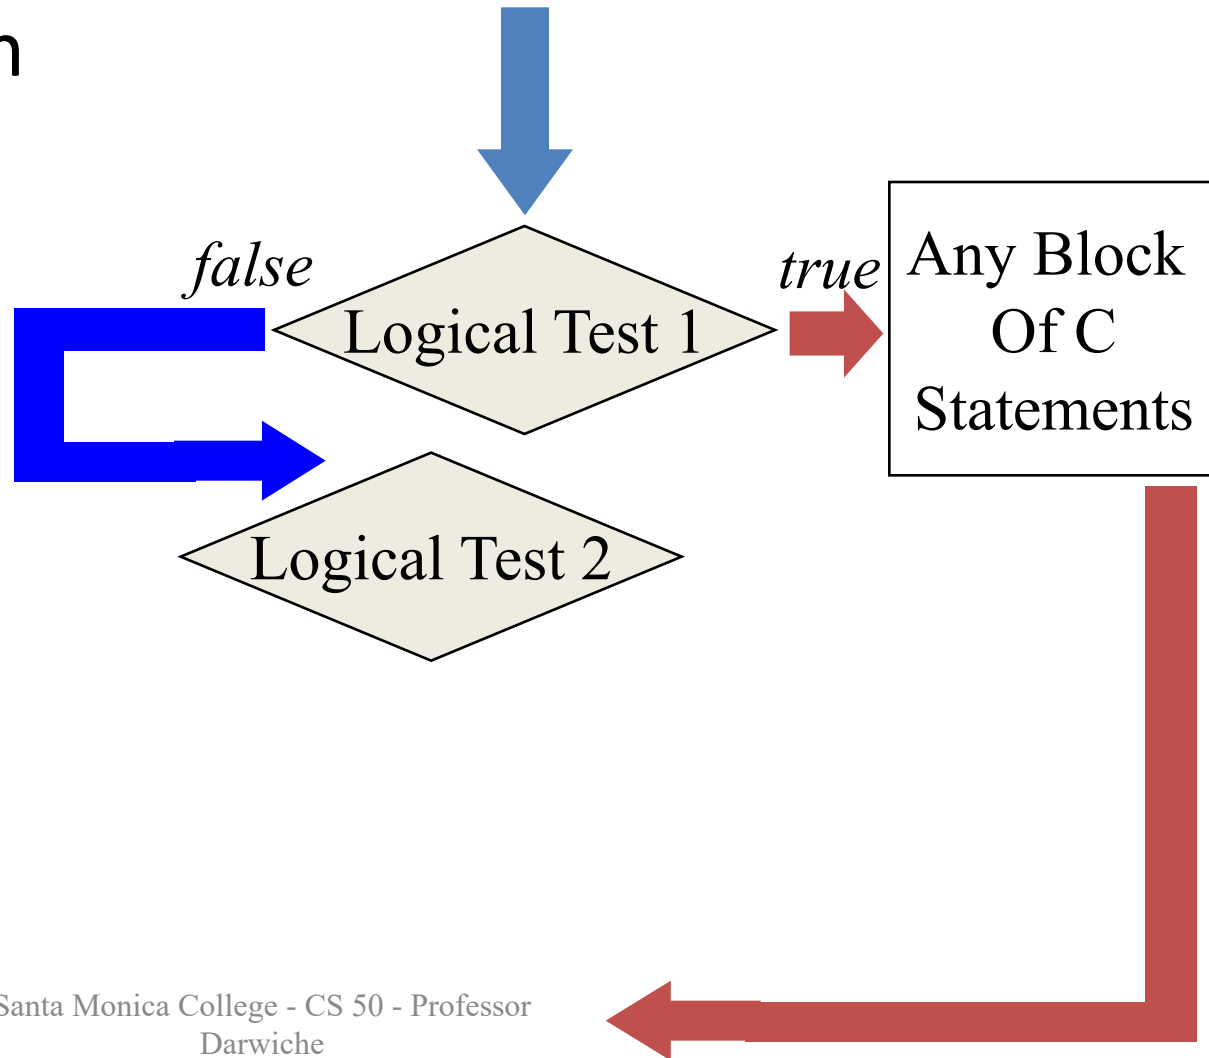 n
false
true
Logical Test 1
Any Block
Of C
Statements
Logical Test 2
Santa Monica College - CS 50 - Professor
Darwiche